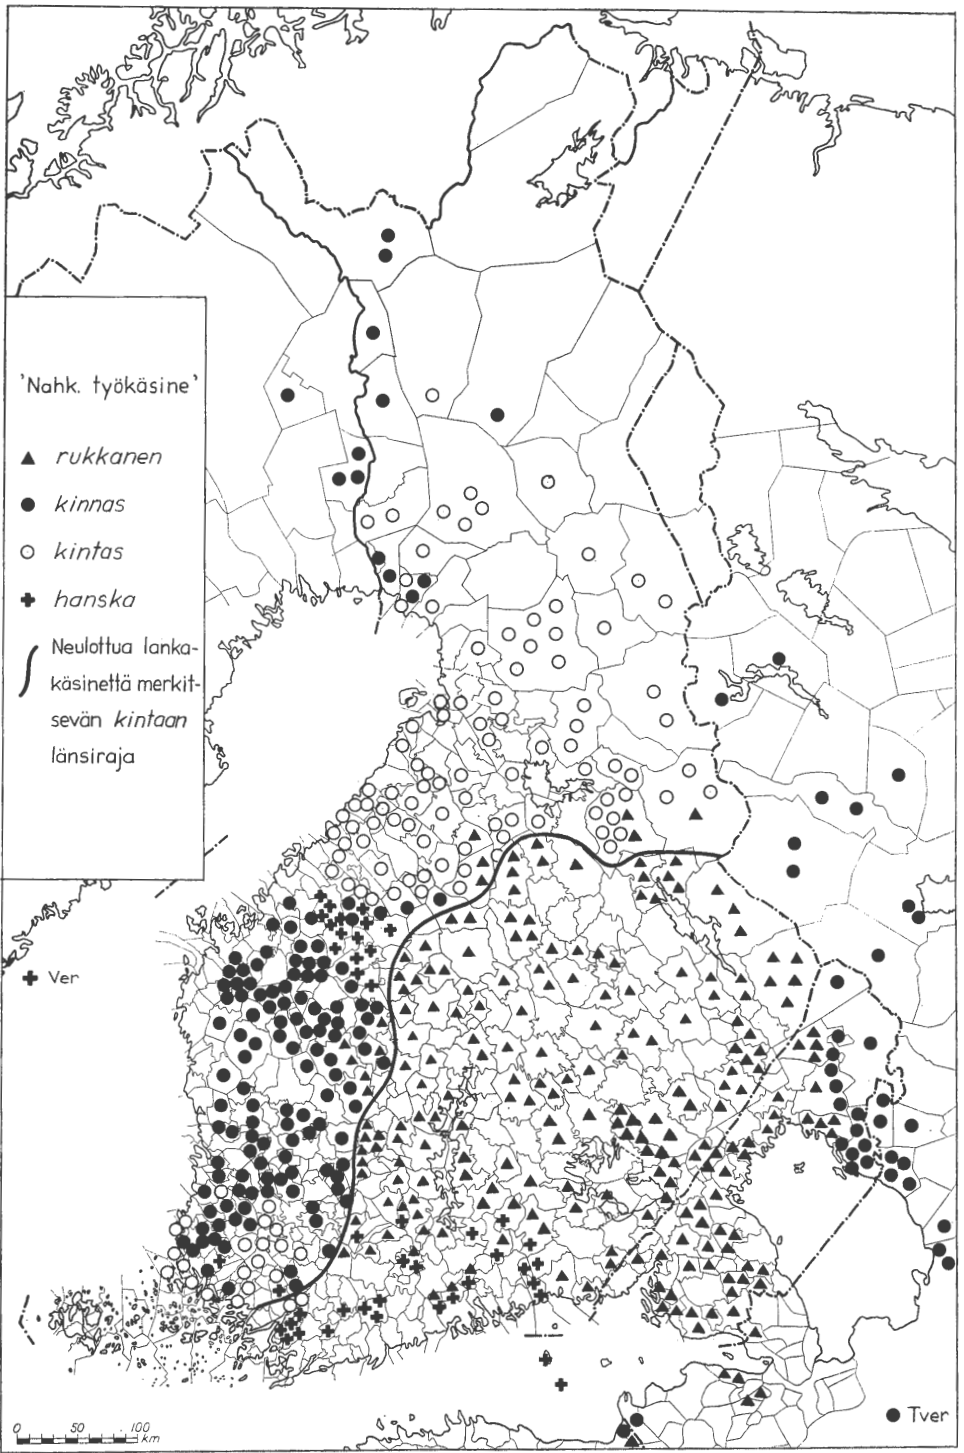 'Nahk. työkäsine'
rukkanen
kinnas
kintas
hanska
Neulottua lanka-
käsinettä merkit-
sevän kintaan
länsiraja
Ver
Tver
0 50 100
km